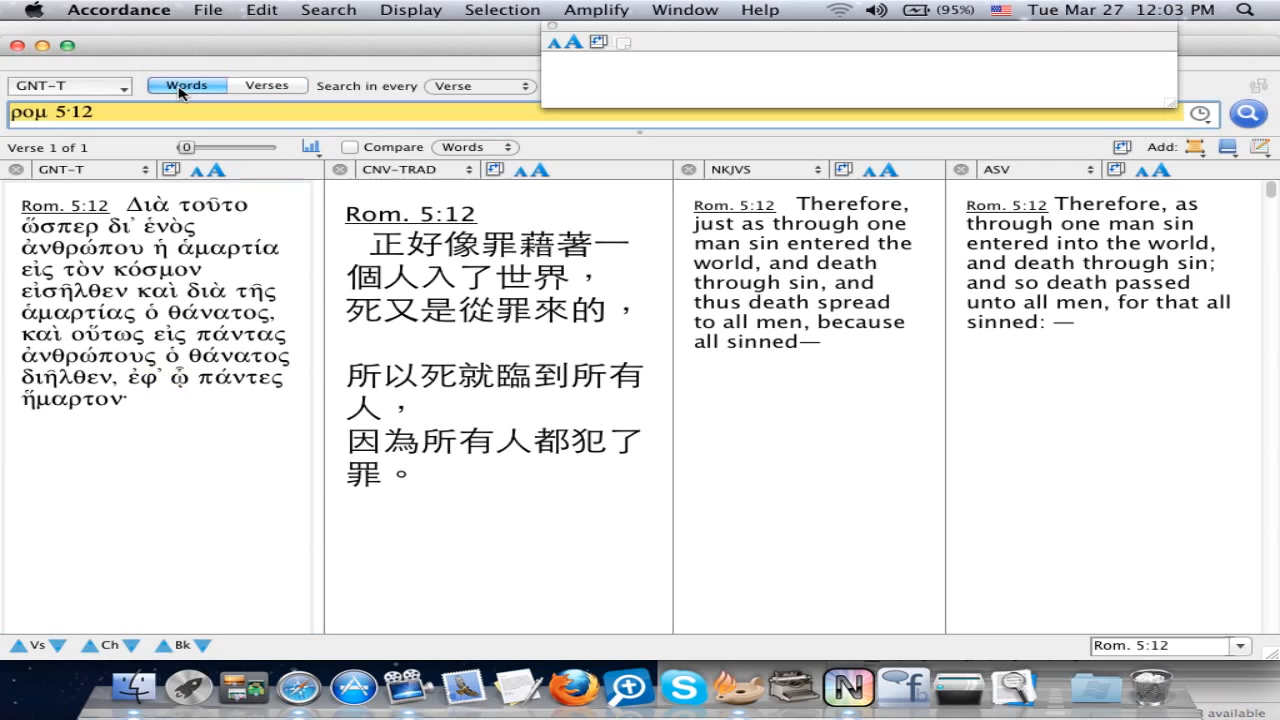 Accordance File Edit Search Display Selection Amplify Window Help (95%) Tue Mar 27 12:03 PM
GNT-T Words Verses Search in every Verse
ρομ 5·12
Verse 1 of 1 0 Compare Words Add:
GNT-T
Rom. 5:12 Διὰ τοῦτο
ὥσπερ δι’ ἑνὸς
ἀνθρώπου ἡ ἁμαρτία
εἰς τὸν κόσμον
εἰσῆλθεν καὶ διὰ τῆς
ἁμαρτίας ὁ θάνατος,
καὶ οὕτως εἰς πάντας
ἀνθρώπους ὁ θάνατος
διῆλθεν, ἐφ’ ᾧ πάντες
ἥμαρτον·
CNV-TRAD
Rom. 5:12
正好像罪藉著一
個人入了世界，
死又是從罪來的，
所以死就臨到所有
人，
因為所有人都犯了
罪。
NKJVS
Rom. 5:12 Therefore,
just as through one
man sin entered the
world, and death
through sin, and
thus death spread
to all men, because
all sinned—
ASV
Rom. 5:12 Therefore, as
through one man sin
entered into the world,
and death through sin;
and so death passed
unto all men, for that all
sinned: —
Vs Ch Bk Rom. 5:12
available